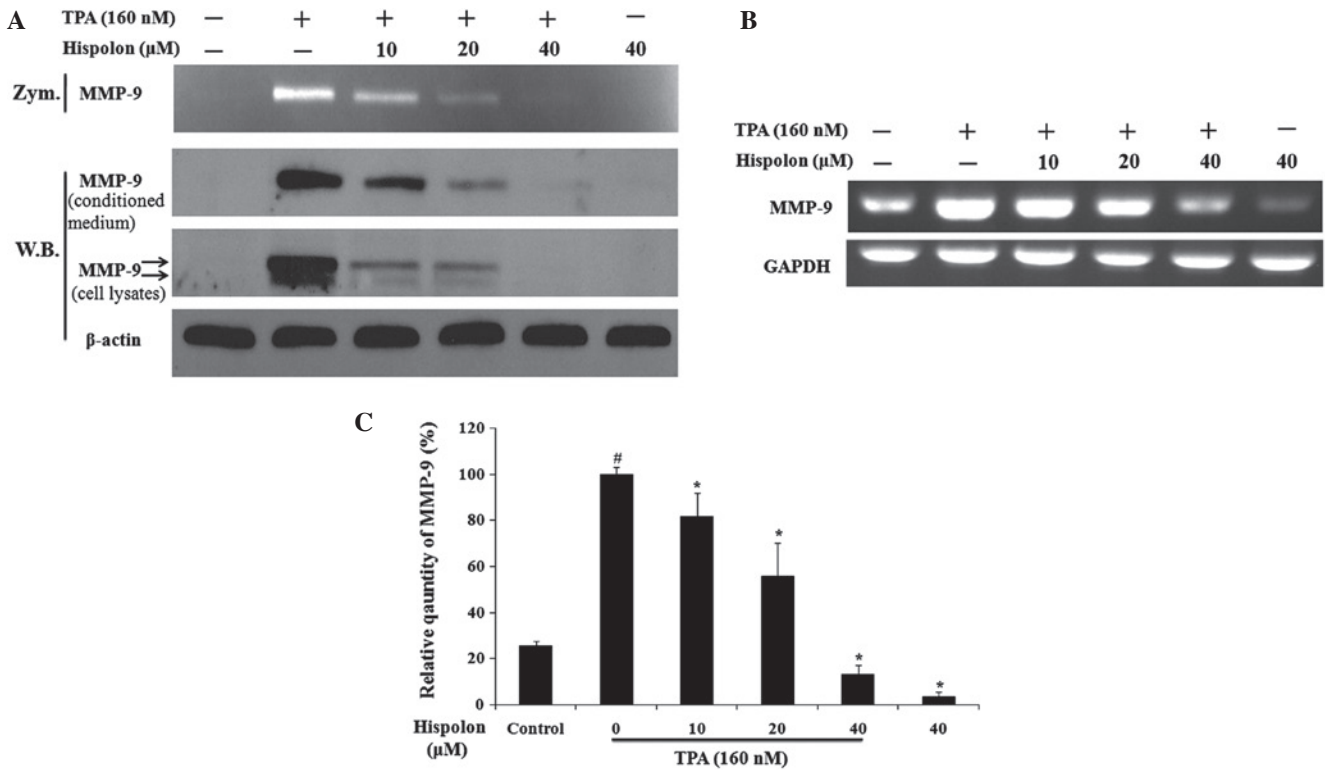 A
TPA (160 nM) − + + + + −
Hispolon (μM) − − 10 20 40 40
Zym. MMP-9
W.B.
MMP-9
(conditioned
medium)
MMP-9
(cell lysates)
β-actin
B
TPA (160 nM) − + + + + −
Hispolon (μM) − − 10 20 40 40
MMP-9
GAPDH
C
Relative qauntity of MMP-9 (%)
120
100
80
60
40
20
0
#
*
*
*
*
Hispolon
(μM)
Control 0 10 20 40 40
TPA (160 nM)